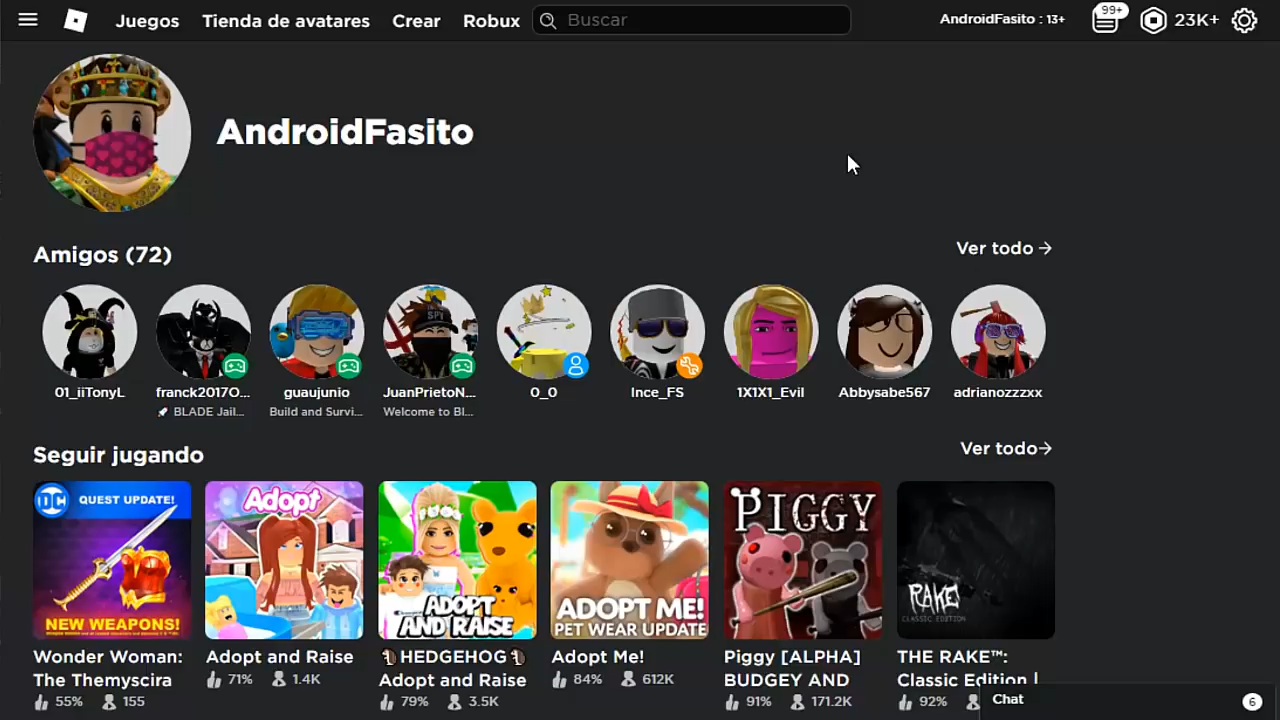 Juegos Tienda de avatares Crear Robux Buscar AndroidFasito : 13+ 99+ 23K+
AndroidFasito
Amigos (72) Ver todo →
01_iiTonyL franck2017O... guaujunio JuanPrietoN... 0_0 Ince_FS 1X1X1_Evil Abbysabe567 adrianozzzxx
BLADE Jail... Build and Survi... Welcome to Bl...
SPY
Seguir jugando Ver todo→
DC QUEST UPDATE!
NEW WEAPONS!
Adopt
ADOPT
AND RAISE
ADOPT ME!
PET WEAR UPDATE
PIGGY
RAKE
CLASSIC EDITION
Wonder Woman: Adopt and Raise 🦔HEDGEHOG🦔 Adopt Me! Piggy [ALPHA] THE RAKE™:
The Themyscira 71% 1.4K Adopt and Raise 84% 612K BUDGEY AND Classic Edition |
55% 155 79% 3.5K 91% 171.2K 92%
Chat 6